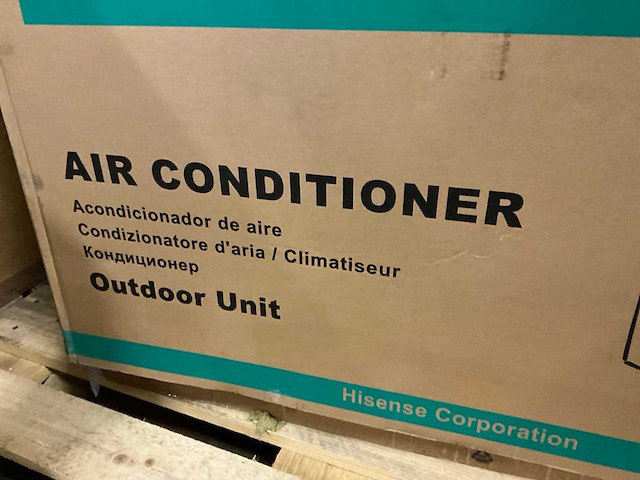 AIR CONDITIONER
Acondicionador de aire
Condizionatore d'aria / Climatiseur
Кондиционер
Outdoor Unit
Hisense Corporation